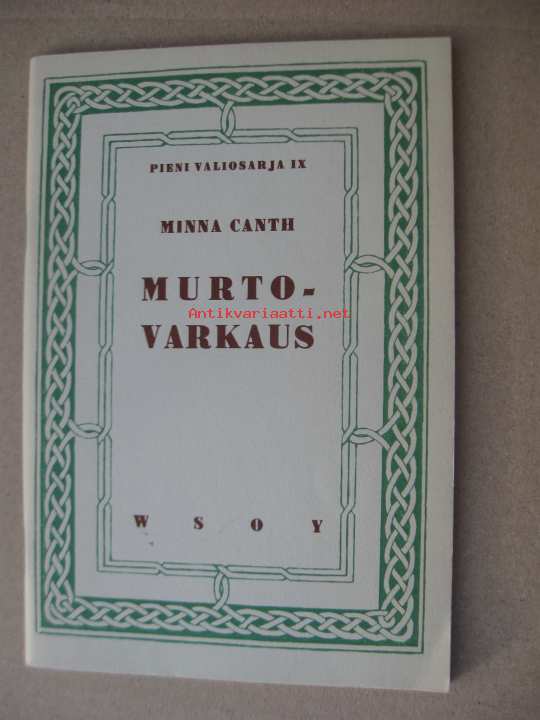 PIENI VALIOSARJA IX
MINNA CANTH
MURTO-
Antikvariaatti.net
VARKAUS
W S O Y